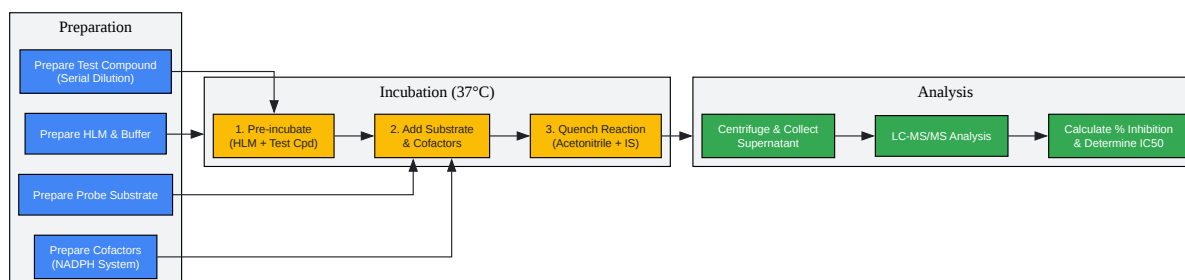 Preparation
Prepare Test Compound
(Serial Dilution)
Prepare HLM & Buffer
Prepare Probe Substrate
Prepare Cofactors
(NADPH System)
Incubation (37°C)
1. Pre-incubate
(HLM + Test Cpd)
2. Add Substrate
& Cofactors
3. Quench Reaction
(Acetonitrile + IS)
Analysis
Centrifuge & Collect
Supernatant
LC-MS/MS Analysis
Calculate % Inhibition
& Determine IC50